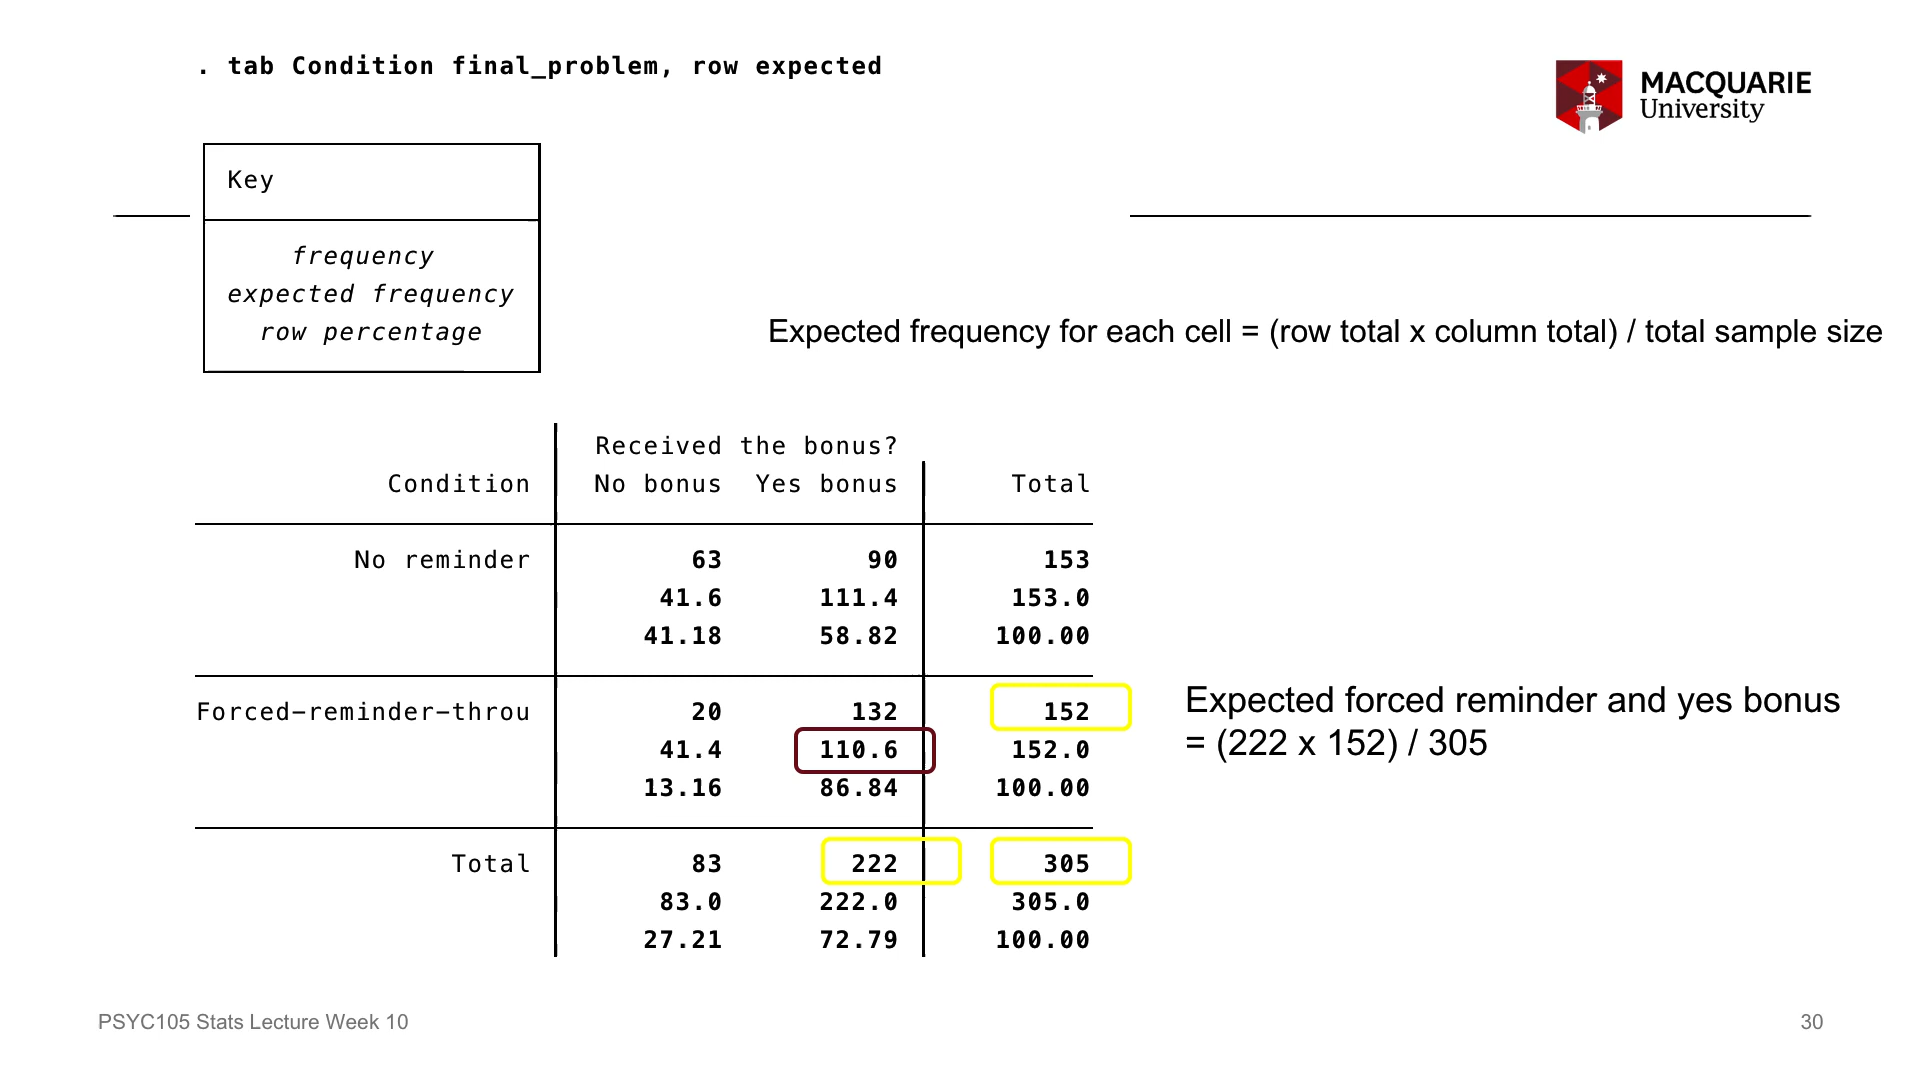 . tab Condition final_problem, row expected
MACQUARIE
University
Key
frequency
expected frequency
row percentage
Expected frequency for each cell = (row total x column total) / total sample size
Received the bonus?
Condition No bonus Yes bonus Total
No reminder 63 90 153
41.6 111.4 153.0
41.18 58.82 100.00
Forced-reminder-throu 20 132 152
41.4 110.6 152.0
13.16 86.84 100.00
Expected forced reminder and yes bonus
= (222 x 152) / 305
Total 83 222 305
83.0 222.0 305.0
27.21 72.79 100.00
PSYC105 Stats Lecture Week 10
30